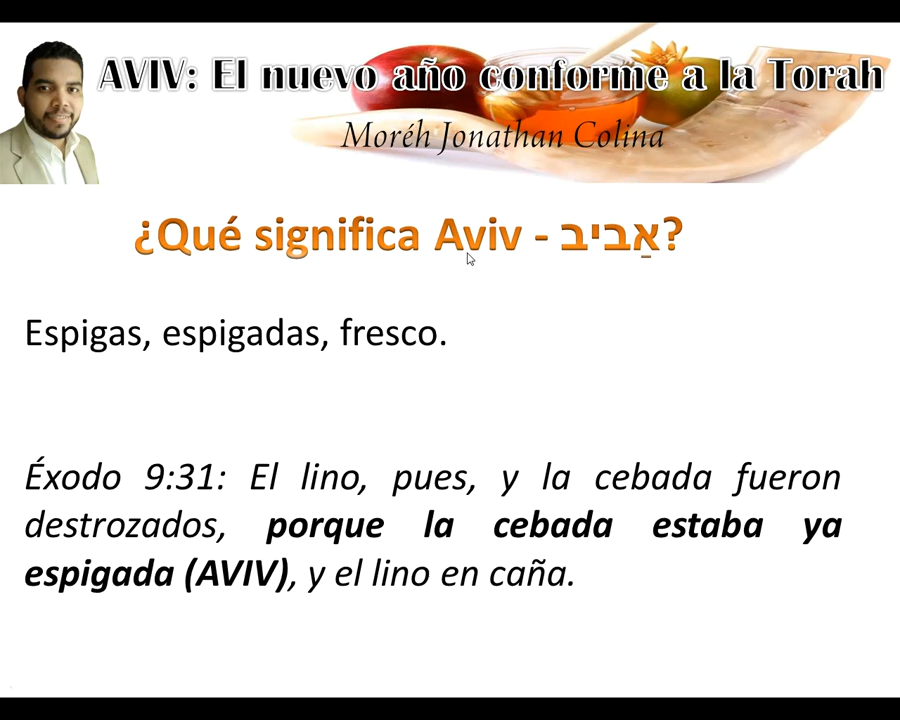 AVIV: El nuevo año conforme a la Torah
Moréh Jonathan Colina
¿Qué significa Aviv - אַביב?
Espigas, espigadas, fresco.
Éxodo 9:31: El lino, pues, y la cebada fueron
destrozados, porque la cebada estaba ya
espigada (AVIV), y el lino en caña.